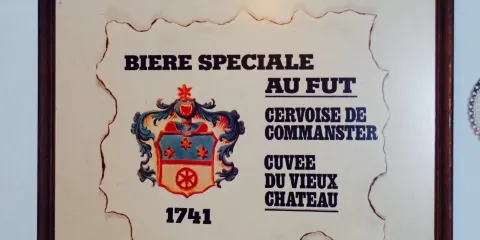 BIERE SPECIALE
AU FUT
CERVOISE DE
COMMANSTER
CUVEE
DU VIEUX
CHATEAU
1741